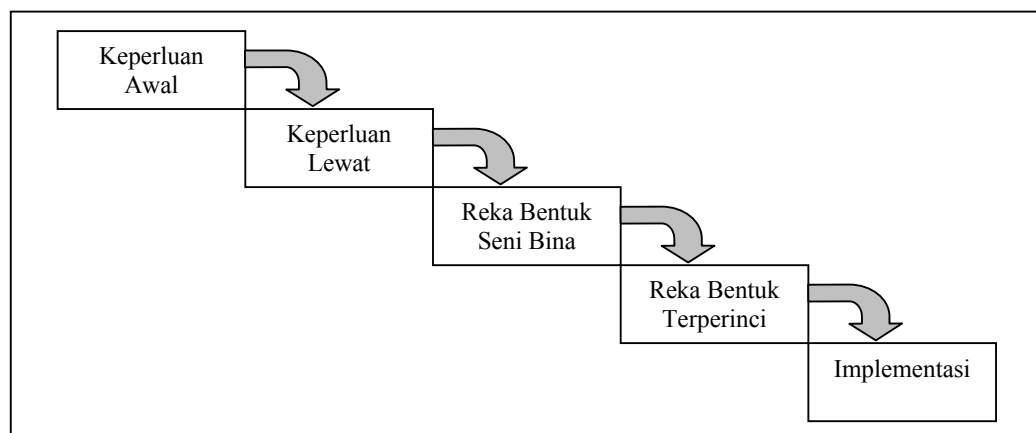 Keperluan
Awal
Keperluan
Lewat
Reka Bentuk
Seni Bina
Reka Bentuk
Terperinci
Implementasi